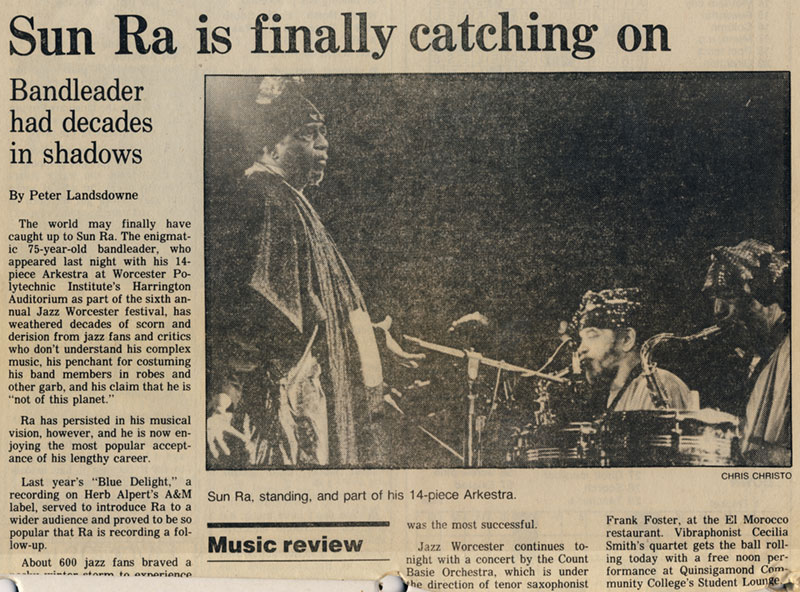 Sun Ra is finally catching on
Bandleader
had decades
in shadows
By Peter Landsdowne
The world may finally have
caught up to Sun Ra. The enigmat-
ic 75-year-old bandleader, who
appeared last night with his 14-
piece Arkestra at Worcester Po-
lytechnic Institute's Harrington
Auditorium as part of the sixth an-
nual Jazz Worcester festival, has
weathered decades of scorn and
derision from jazz fans and critics
who don't understand his complex
music, his penchant for costuming
his band members in robes and
other garb, and his claim that he is
"not of this planet."
Ra has persisted in his musical
vision, however, and he is now en-
joying the most popular accept-
ance of his lengthy career.
Last year's "Blue Delight," a
recording on Herb Alpert's A&M
label, served to introduce Ra to a
wider audience and proved to be so
popular that Ra is recording a fol-
low-up.
About 600 jazz fans braved a
winter storm to experience
CHRIS CHRISTO
Sun Ra, standing, and part of his 14-piece Arkestra.
Music review
was the most successful.
Jazz Worcester continues to-
night with a concert by the Count
Basie Orchestra, which is under
the direction of tenor saxophonist
Frank Foster, at the El Morocco
restaurant. Vibraphonist Cecilia
Smith's quartet gets the ball roll-
ing today with a free noon per-
formance at Quinsigamond Com-
munity College's Student Lounge.